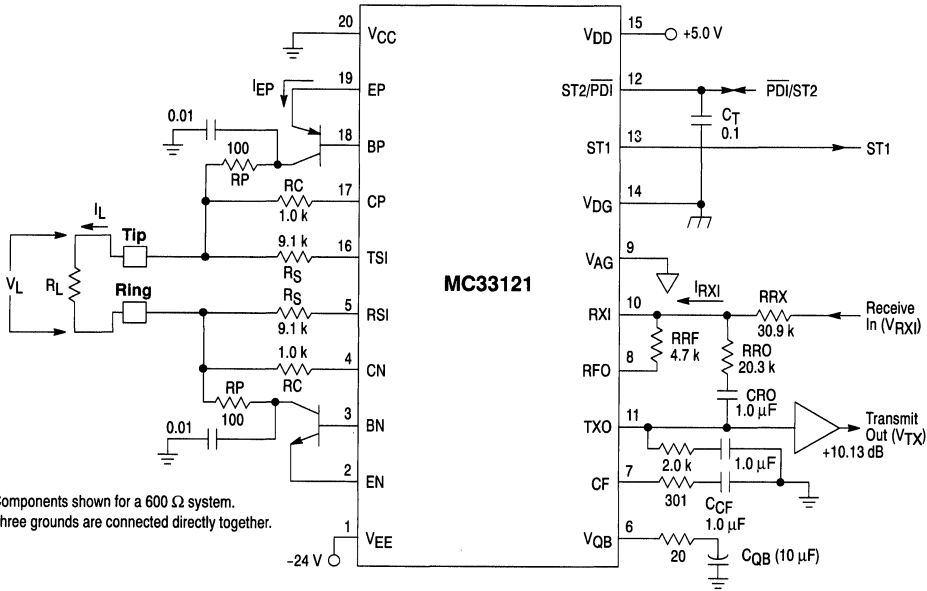 20
VCC
15
VDD
+5.0 V
19
IEP
EP
12
ST2/PDI
PDI/ST2
0.01
CT
0.1
18
BP
13
ST1
ST1
100
RP
17
RC
CP
1.0 k
14
VDG
IL
Tip
9.1 k
16
TSI
RS
9
VAG
MC33121
VL
RL
Ring
RS
5
RSI
9.1 k
10
RXI
IRXI
RRX
30.9 k
Receive
In (VRXI)
RRF
4.7 k
RRO
20.3 k
1.0 k
4
CN
RC
8
RFO
CRO
1.0 µF
RP
100
3
BN
11
TXO
Transmit
Out (VTX)
+10.13 dB
0.01
2.0 k
1.0 µF
2
EN
7
CF
301
CCF
1.0 µF
omponents shown for a 600 Ω system.
hree grounds are connected directly together.
1
VEE
–24 V
6
VQB
20
CQB (10 µF)